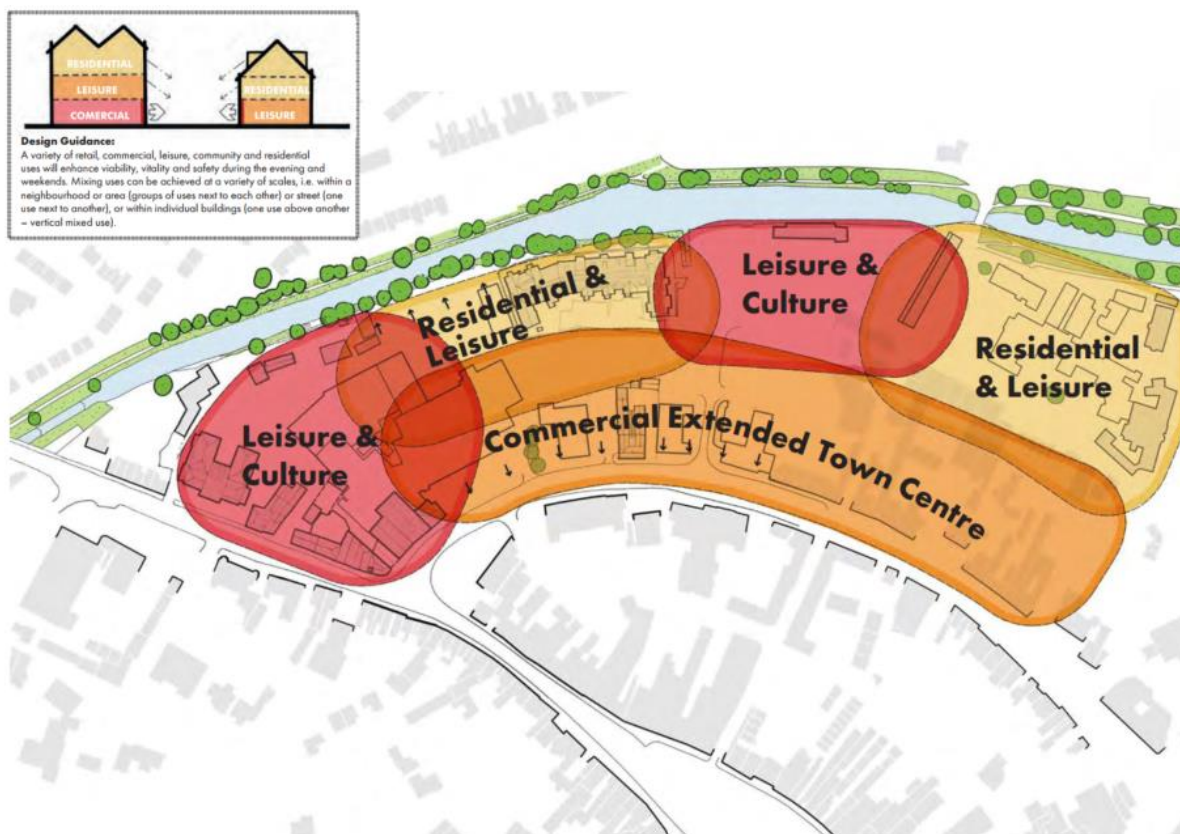 RESIDENTIAL
LEISURE
COMERCIAL
RESIDENTIAL
LEISURE
Design Guidance:
A variety of retail, commercial, leisure, community and residential
uses will enhance viability, vitality and safety during the evening and
weekends. Mixing uses can be achieved at a variety of scales, i.e. within a
neighbourhood or area (groups of uses next to each other) or street (one
use next to another), or within individual buildings (one use above another
– vertical mixed use).
Leisure &
Culture
Residential &
Leisure
Leisure &
Culture
Residential
& Leisure
Commercial Extended Town Centre